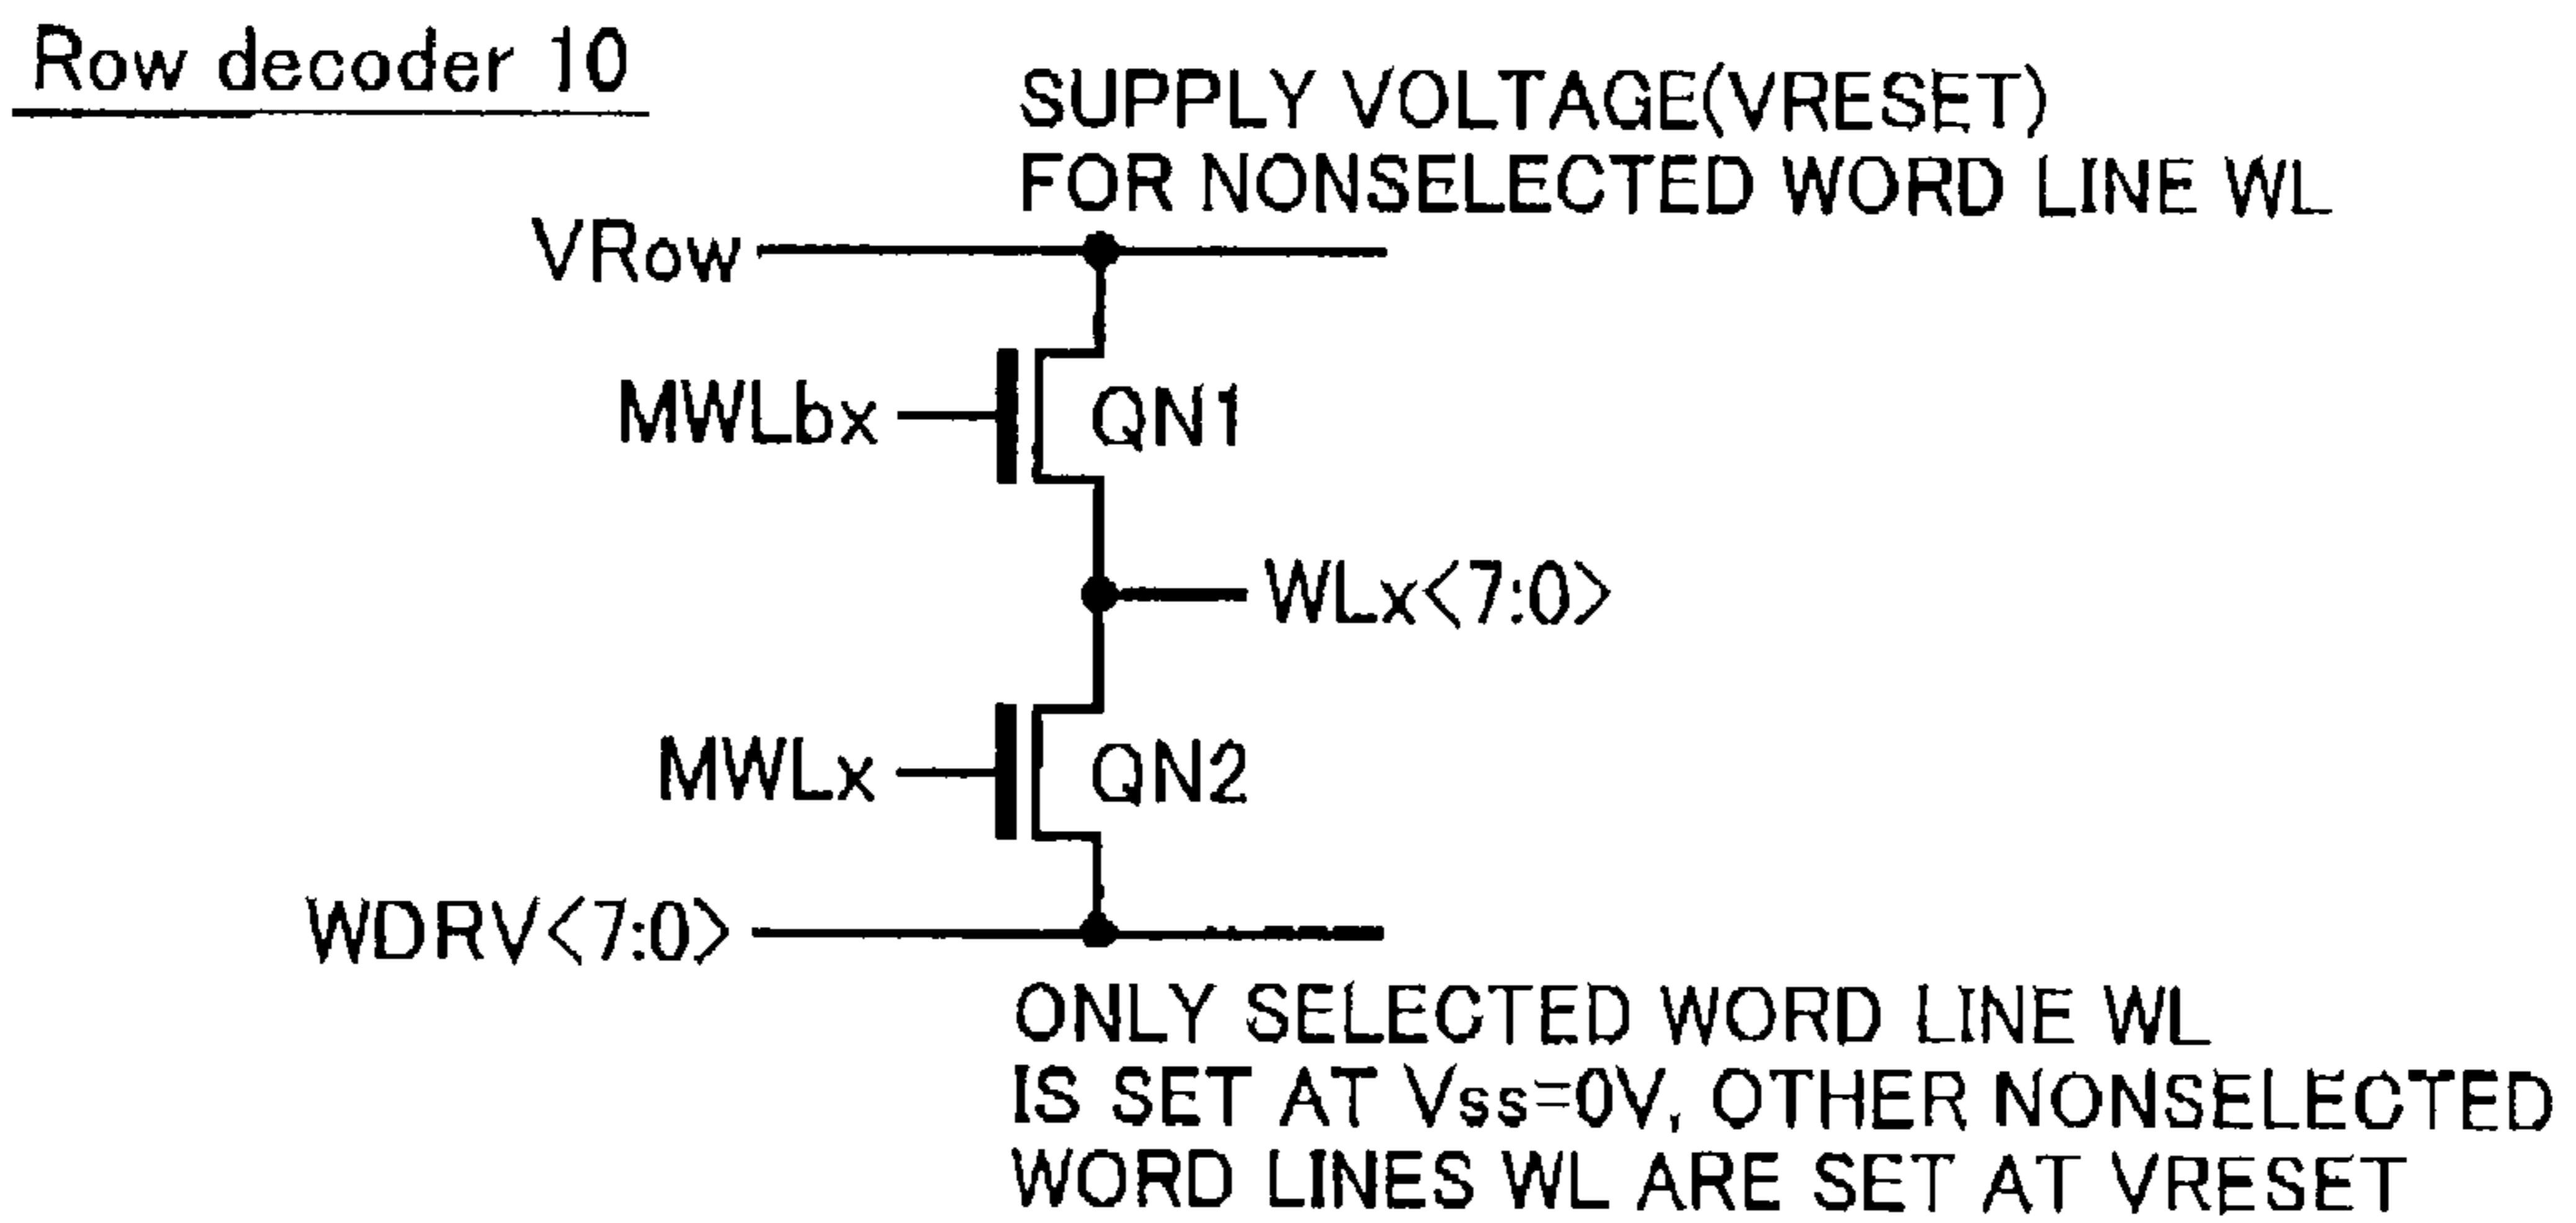 Row decoder 10
SUPPLY VOLTAGE(VRESET)
FOR NONSELECTED WORD LINE WL
VRow
MWLbx
QN1
WLx<7:0>
MWLx
QN2
WDRV<7:0>
ONLY SELECTED WORD LINE WL
IS SET AT Vss=0V, OTHER NONSELECTED
WORD LINES WL ARE SET AT VRESET